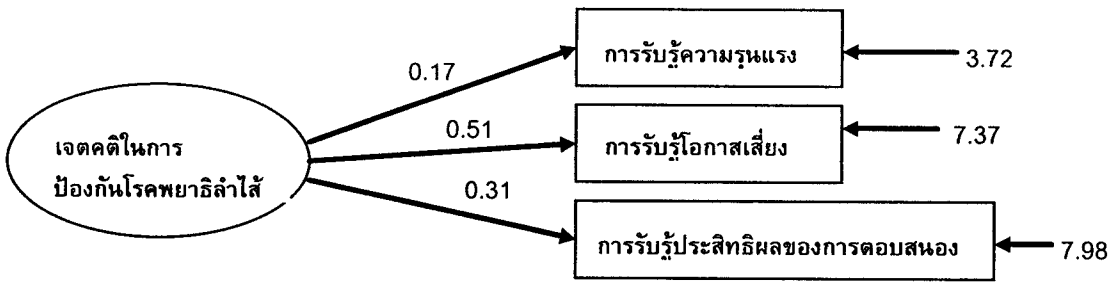 การรับรู้ความรุนแรง
3.72
0.17
เจตคติในการ
ป้องกันโรคพยาธิลำไส้
0.51
การรับรู้โอกาสเสี่ยง
7.37
0.31
การรับรู้ประสิทธิผลของการตอบสนอง
7.98